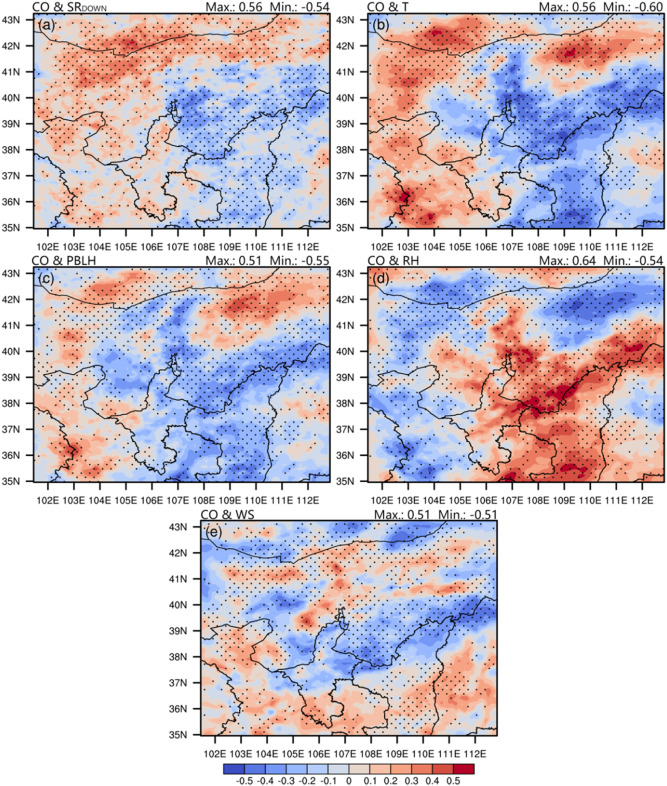 CO & SRDOWN Max.: 0.56 Min.: -0.54
CO & T Max.: 0.56 Min.: -0.60
(a)
(b)
43N
42N
41N
40N
39N
38N
37N
36N
35N
43N
42N
41N
40N
39N
38N
37N
36N
35N
102E 103E 104E 105E 106E 107E 108E 109E 110E 111E 112E
102E 103E 104E 105E 106E 107E 108E 109E 110E 111E 112E
CO & PBLH Max.: 0.51 Min.: -0.55
CO & RH Max.: 0.64 Min.: -0.54
(c)
(d)
43N
42N
41N
40N
39N
38N
37N
36N
35N
43N
42N
41N
40N
39N
38N
37N
36N
35N
102E 103E 104E 105E 106E 107E 108E 109E 110E 111E 112E
102E 103E 104E 105E 106E 107E 108E 109E 110E 111E 112E
CO & WS Max.: 0.51 Min.: -0.51
(e)
43N
42N
41N
40N
39N
38N
37N
36N
35N
102E 103E 104E 105E 106E 107E 108E 109E 110E 111E 112E
-0.5 -0.4 -0.3 -0.2 -0.1 0 0.1 0.2 0.3 0.4 0.5